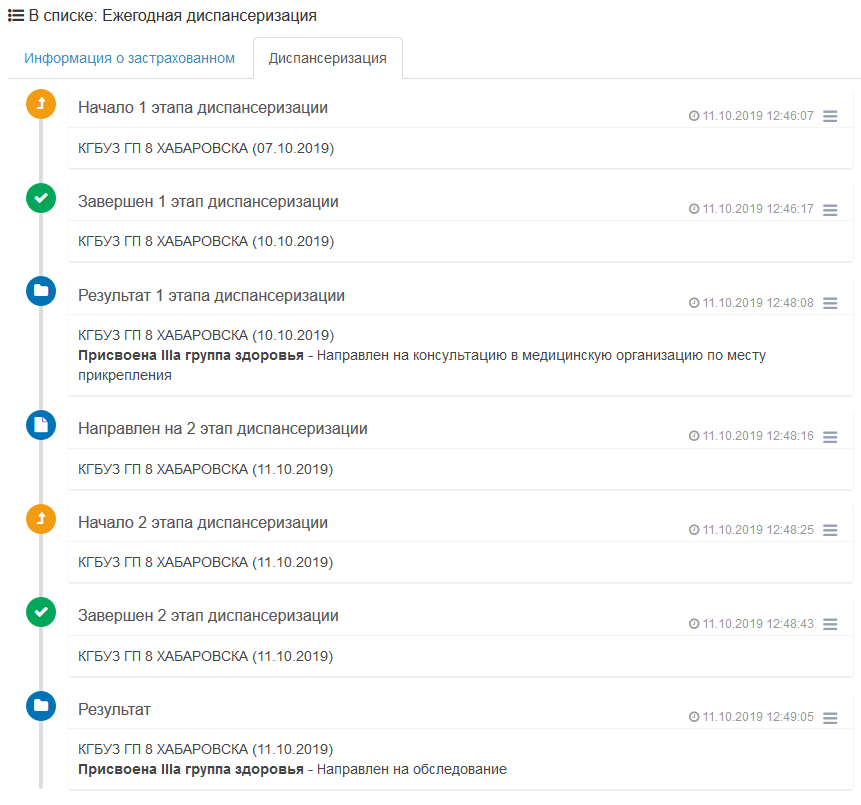 В списке: Ежегодная диспансеризация
Информация о застрахованном
Диспансеризация
Начало 1 этапа диспансеризации
11.10.2019 12:46:07
КГБУЗ ГП 8 ХАБАРОВСКА (07.10.2019)
Завершен 1 этап диспансеризации
11.10.2019 12:46:17
КГБУЗ ГП 8 ХАБАРОВСКА (10.10.2019)
Результат 1 этапа диспансеризации
11.10.2019 12:48:08
КГБУЗ ГП 8 ХАБАРОВСКА (10.10.2019)
Присвоена IIIа группа здоровья - Направлен на консультацию в медицинскую организацию по месту
прикрепления
Направлен на 2 этап диспансеризации
11.10.2019 12:48:16
КГБУЗ ГП 8 ХАБАРОВСКА (11.10.2019)
Начало 2 этапа диспансеризации
11.10.2019 12:48:25
КГБУЗ ГП 8 ХАБАРОВСКА (11.10.2019)
Завершен 2 этап диспансеризации
11.10.2019 12:48:43
КГБУЗ ГП 8 ХАБАРОВСКА (11.10.2019)
Результат
11.10.2019 12:49:05
КГБУЗ ГП 8 ХАБАРОВСКА (11.10.2019)
Присвоена IIIа группа здоровья - Направлен на обследование